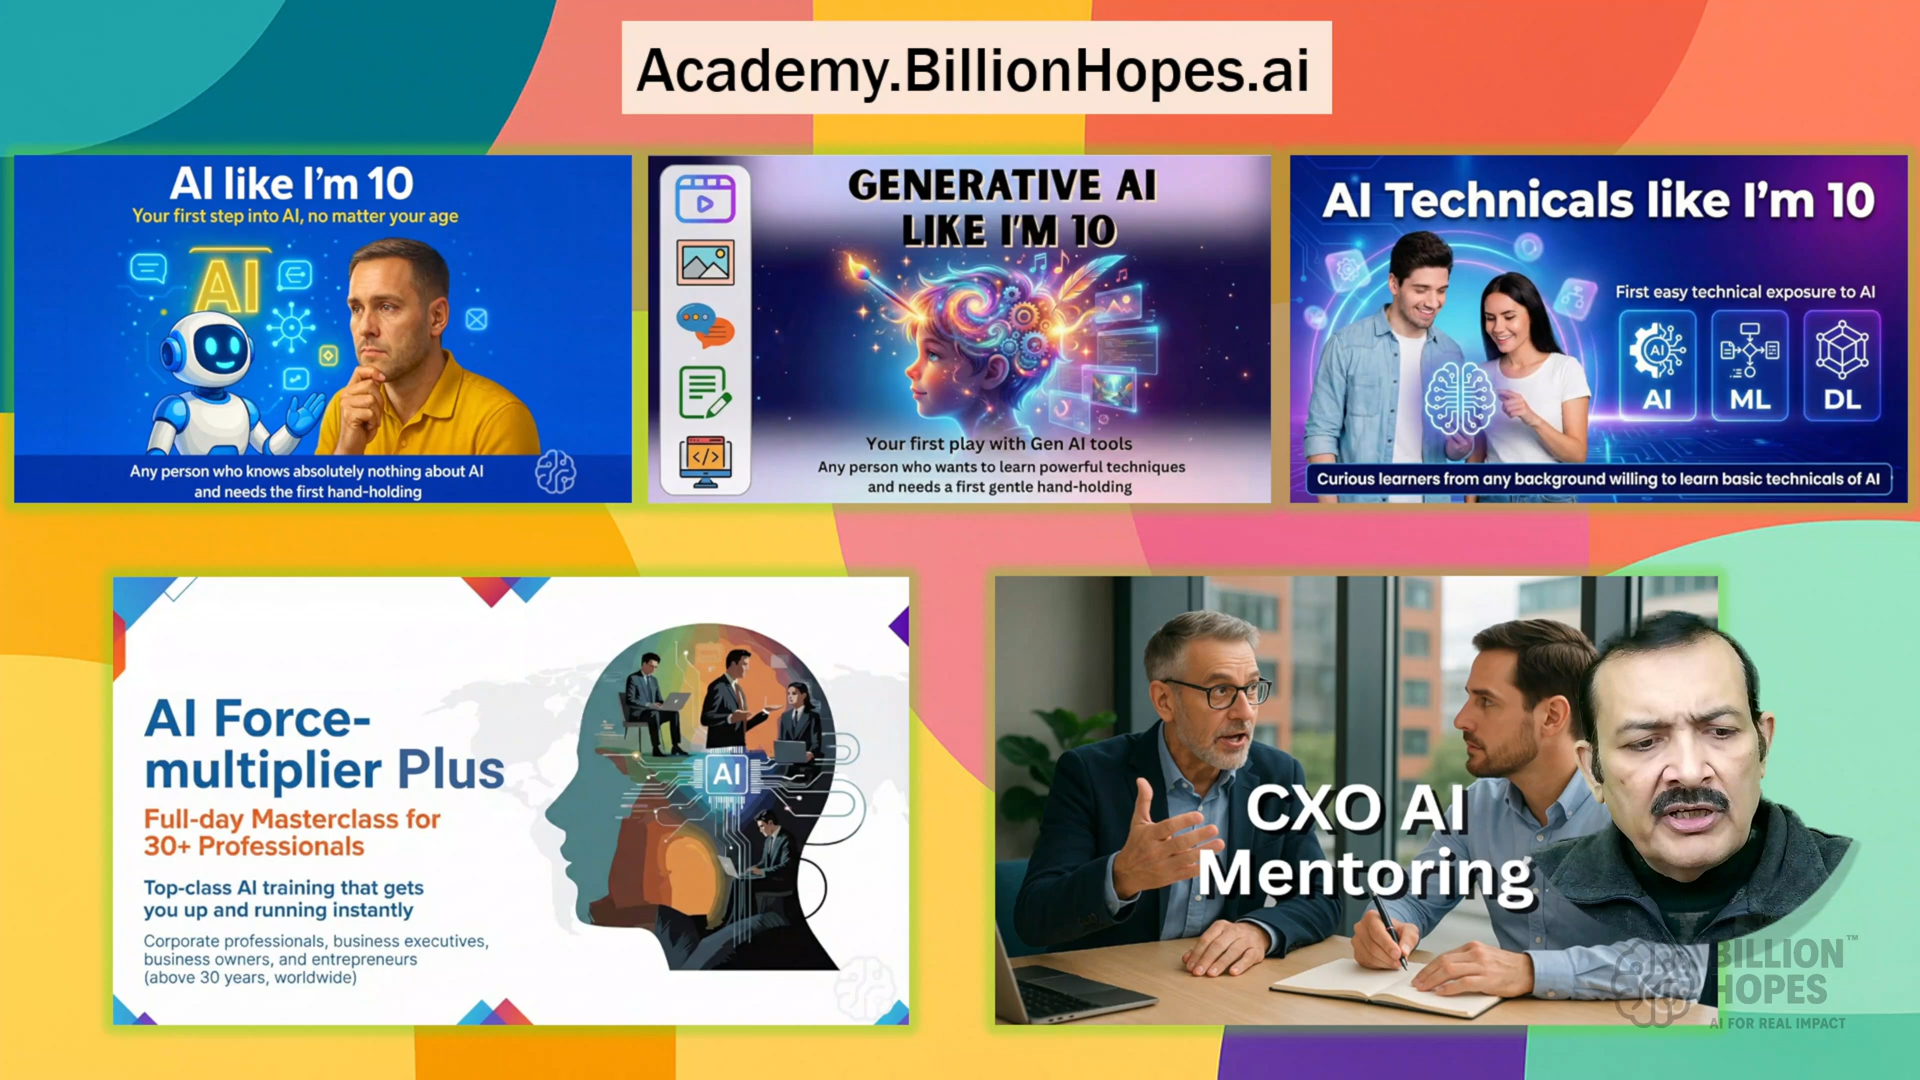 Academy.BillionHopes.ai
AI like I'm 10
Your first step into AI, no matter your age
AI
Any person who knows absolutely nothing about AI
and needs the first hand-holding
GENERATIVE AI
LIKE I'M 10
Your first play with Gen AI tools
Any person who wants to learn powerful techniques
and needs a first gentle hand-holding
AI Technicals like I'm 10
First easy technical exposure to AI
AI
AI ML DL
Curious learners from any background willing to learn basic technicals of AI
AI Force-
multiplier Plus
Full-day Masterclass for
30+ Professionals
Top-class AI training that gets
you up and running instantly
Corporate professionals, business executives,
business owners, and entrepreneurs
(above 30 years, worldwide)
AI
CXO AI
Mentoring
BILLION™
HOPES
AI FOR REAL IMPACT